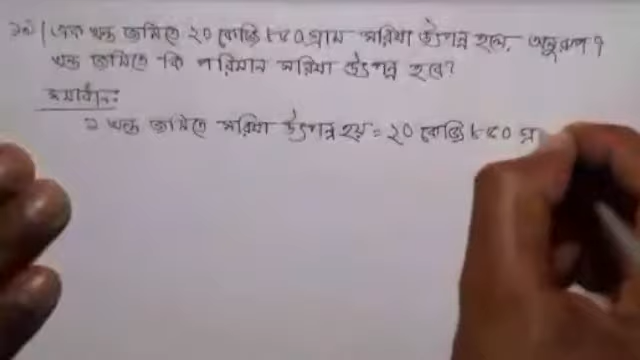 ১১। এক খন্ড জমিতে ২০ কেজি ৮৫০ গ্রাম সরিষা উৎপন্ন হলে, অনুরূপ ৭
খন্ড জমিতে কি পরিমান সরিষা উৎপন্ন হবে?
সমাধান:
১ খন্ড জমিতে সরিষা উৎপন্ন হয় = ২০ কেজি ৮৫০ গ্র